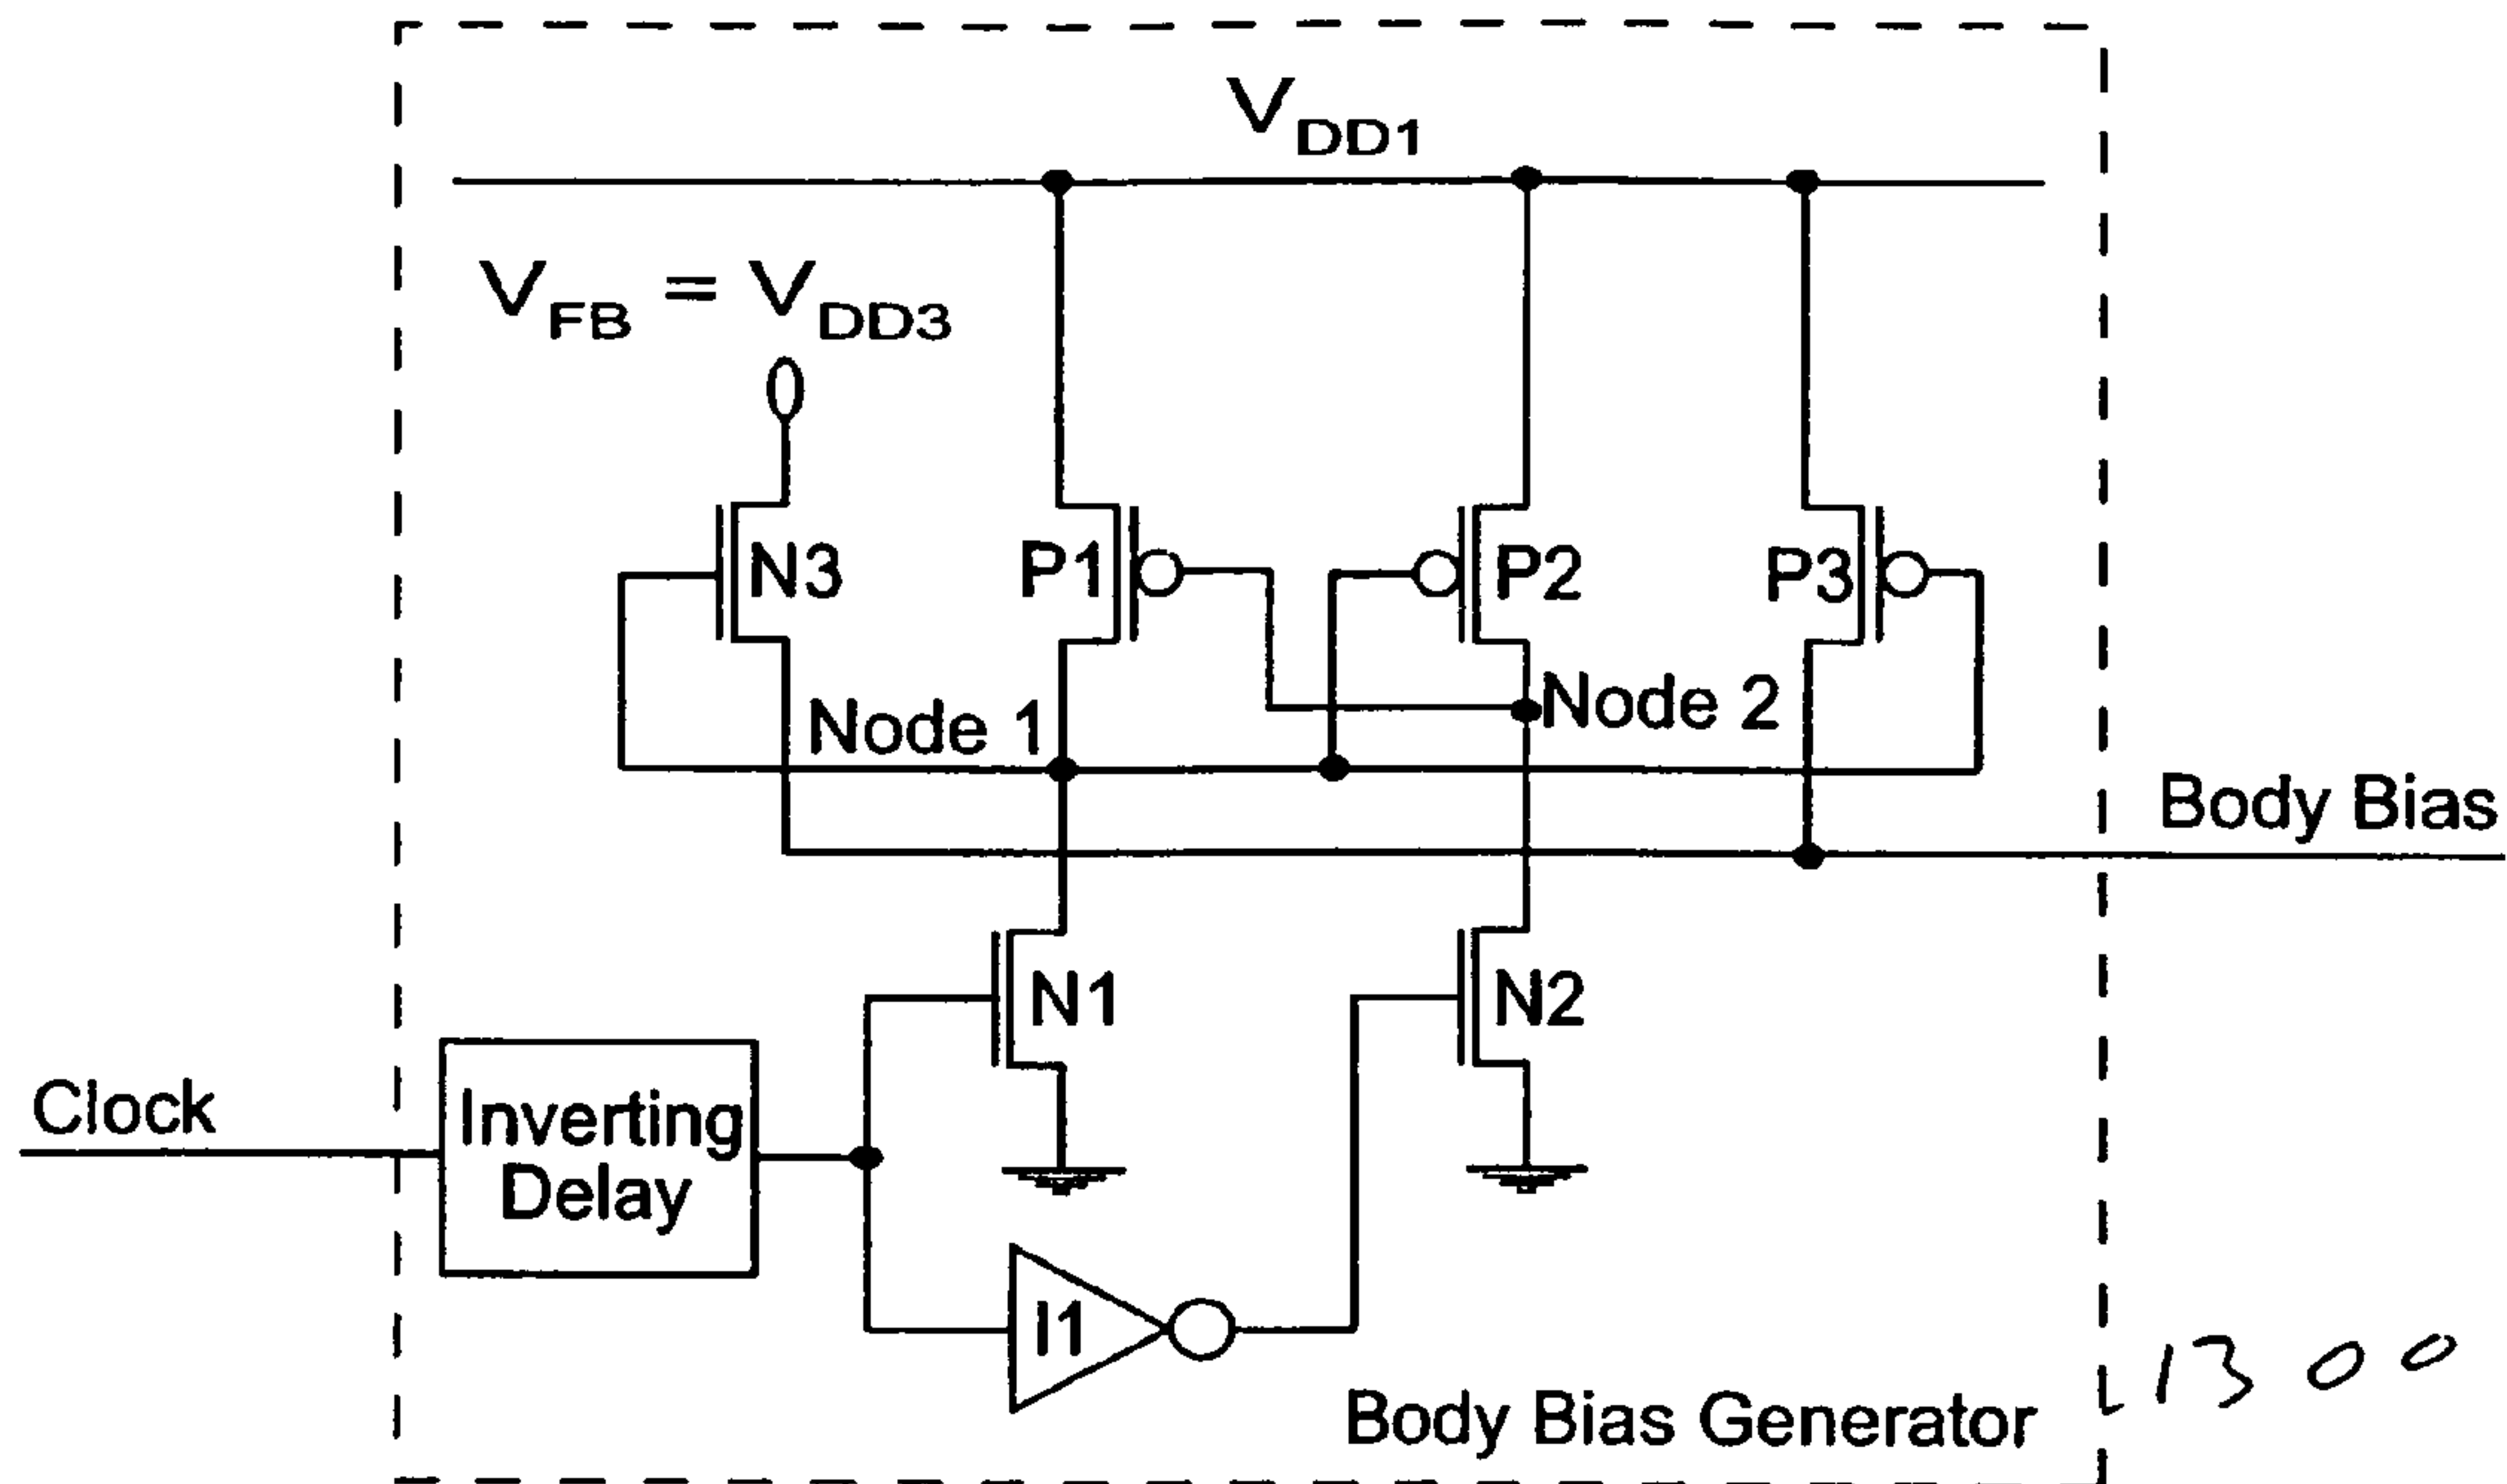 VDD1
VFB = VDD3
N3
P1
P2
P3
Node 1
Node 2
Body Bias
N1
N2
Clock
Inverting
Delay
I1
Body Bias Generator
1300